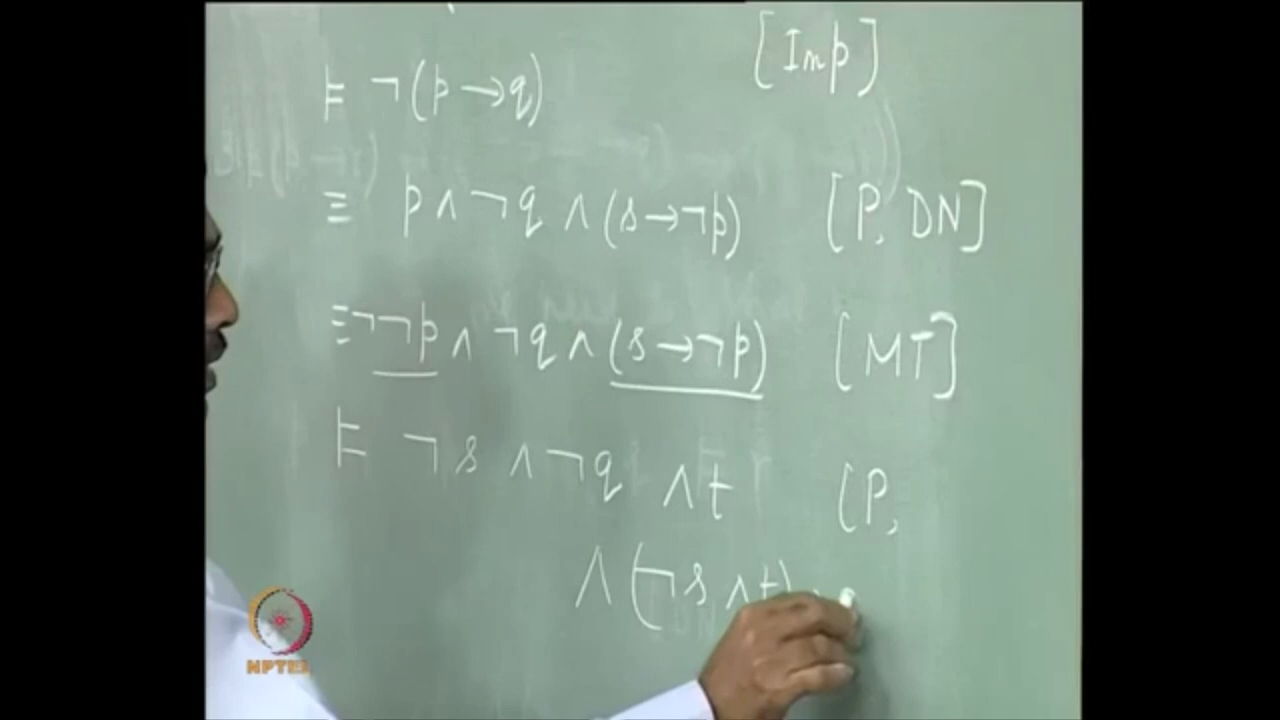 [Imp]
⊨ ¬(p → q)
≡ p ∧ ¬q ∧ (s → ¬p) [P, DN]
≡ ¬¬p ∧ ¬q ∧ (s → ¬p) [MT]
⊨ ¬s ∧ ¬q ∧ t [P,
∧ (¬s ∧ t)
NPTEL